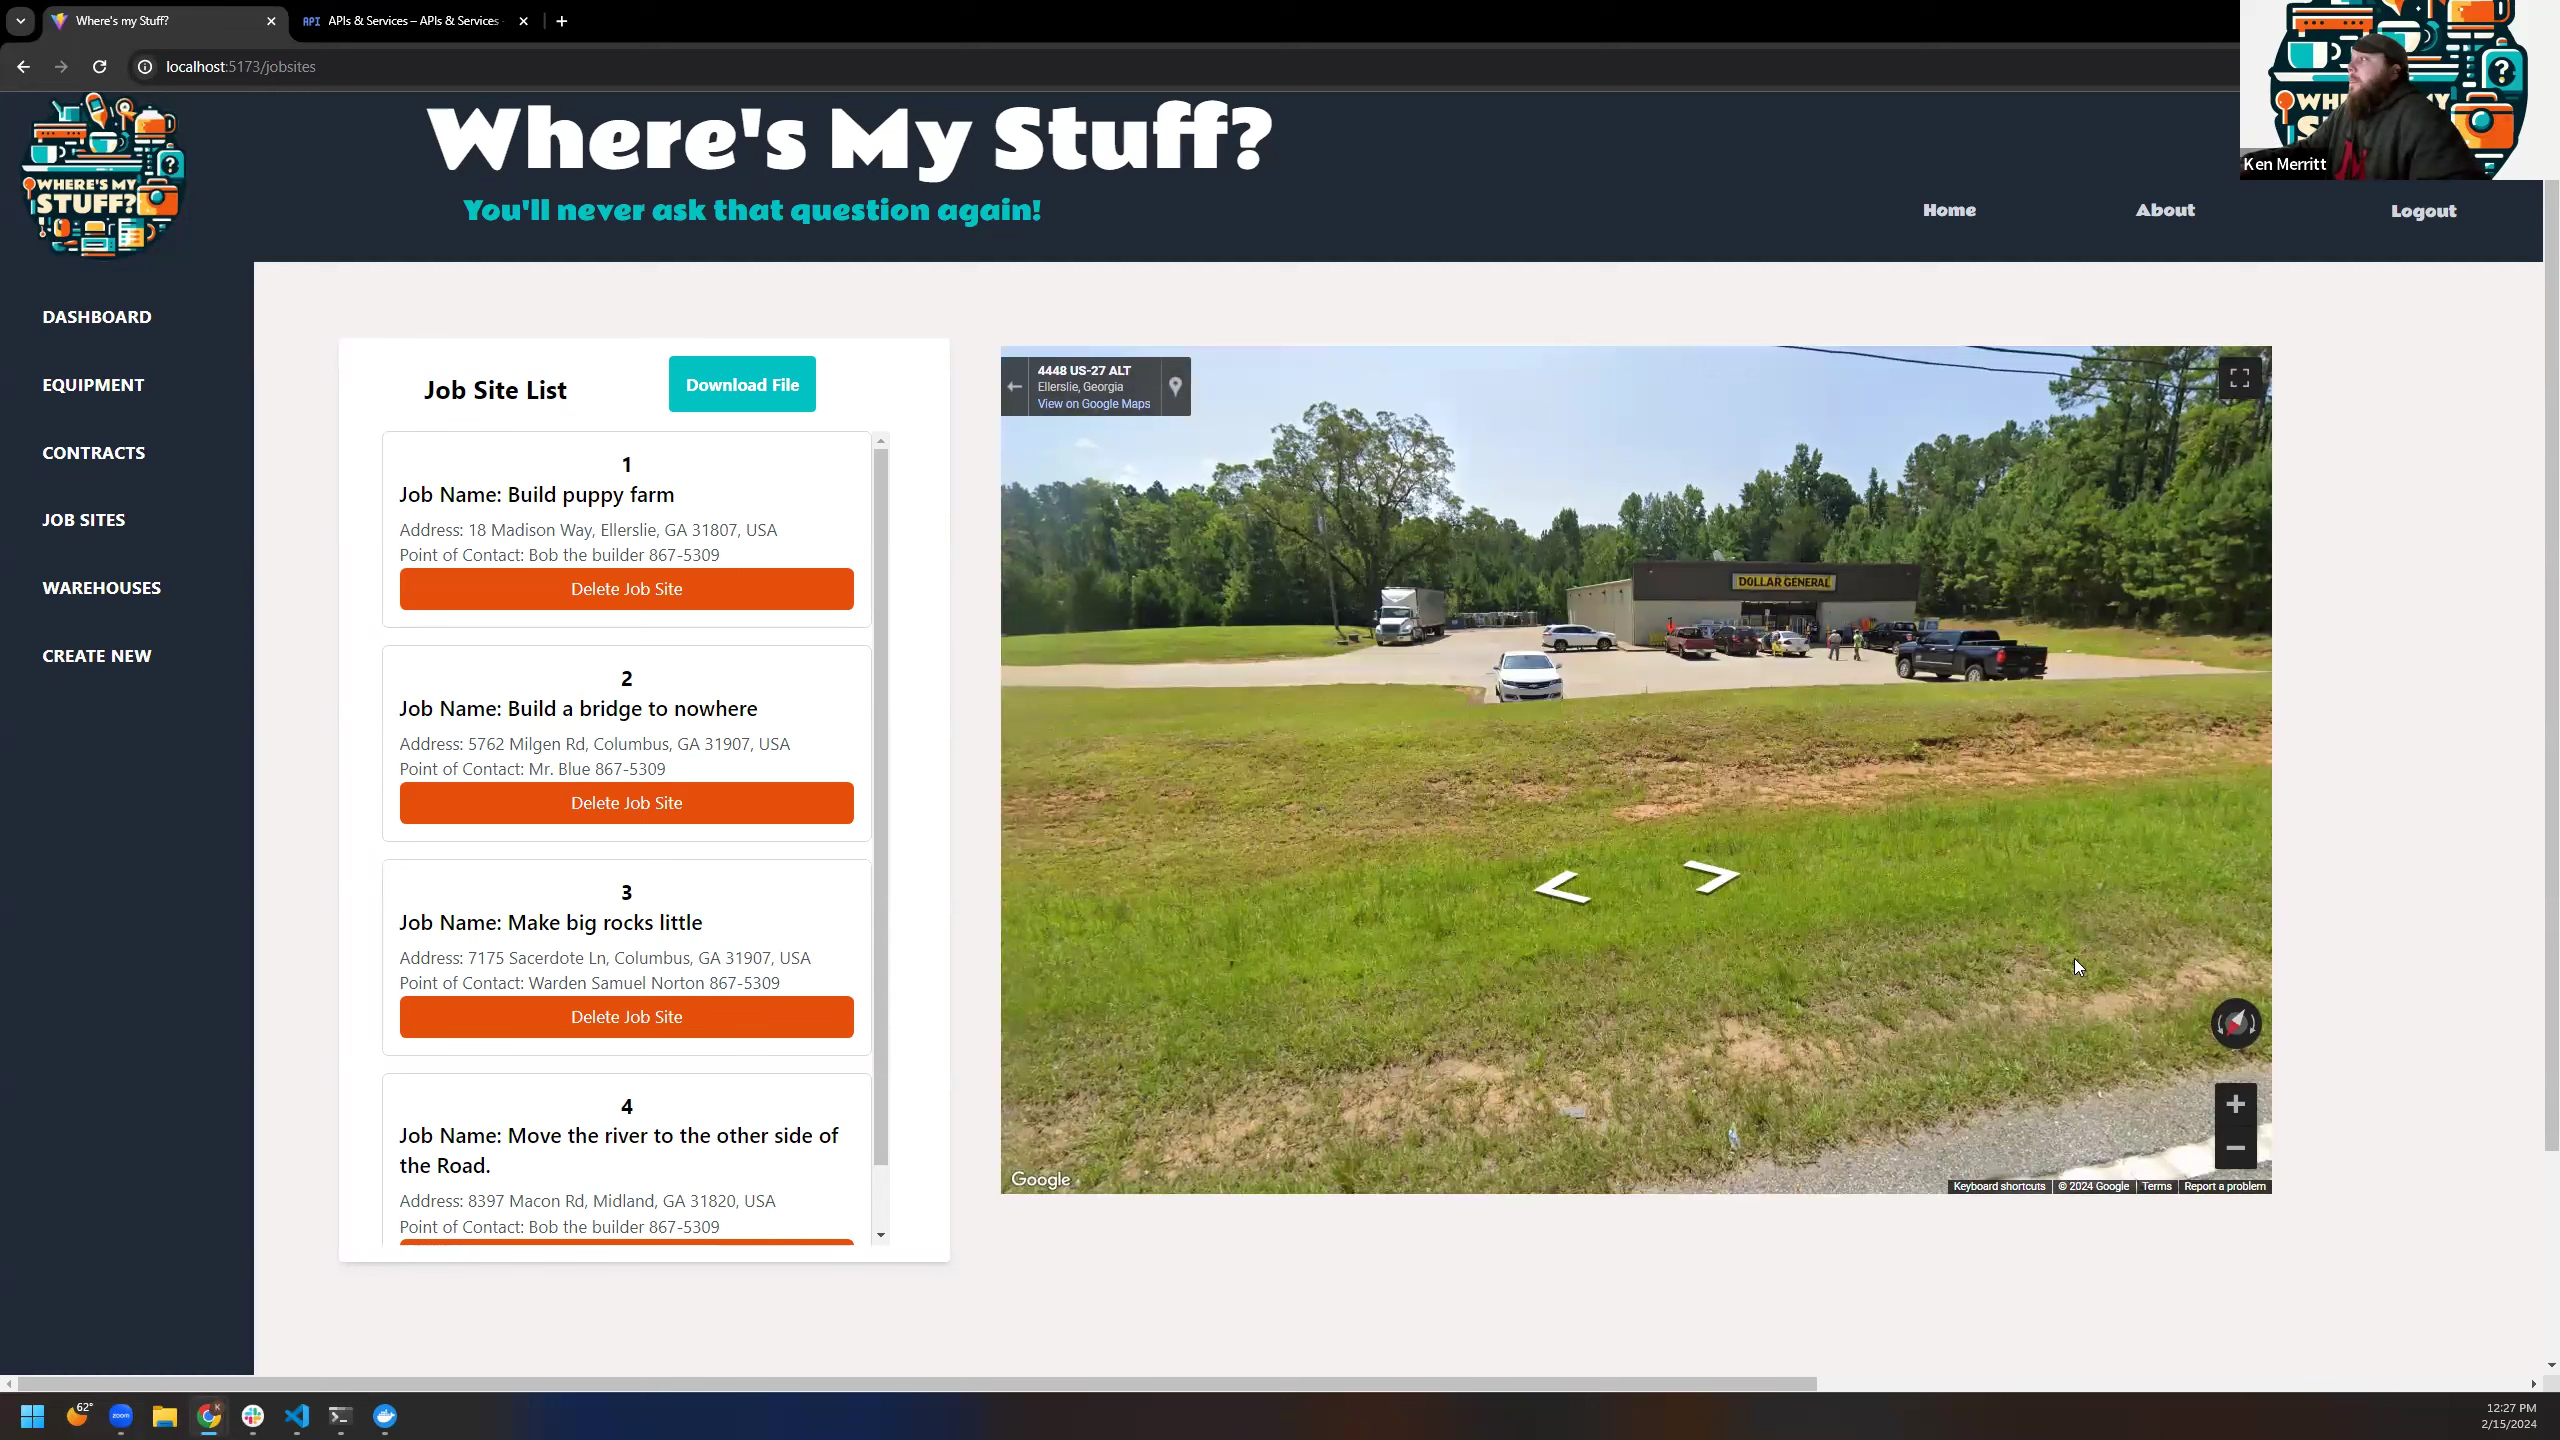 Where's my Stuff?
API APIs & Services – APIs & Services
localhost:5173/jobsites
WHERE'S MY
STUFF?
Where's My Stuff?
You'll never ask that question again!
Home
About
Logout
Ken Merritt
DASHBOARD
EQUIPMENT
CONTRACTS
JOB SITES
WAREHOUSES
CREATE NEW
Job Site List
Download File
1
Job Name: Build puppy farm
Address: 18 Madison Way, Ellerslie, GA 31807, USA
Point of Contact: Bob the builder 867-5309
Delete Job Site
2
Job Name: Build a bridge to nowhere
Address: 5762 Milgen Rd, Columbus, GA 31907, USA
Point of Contact: Mr. Blue 867-5309
Delete Job Site
3
Job Name: Make big rocks little
Address: 7175 Sacerdote Ln, Columbus, GA 31907, USA
Point of Contact: Warden Samuel Norton 867-5309
Delete Job Site
4
Job Name: Move the river to the other side of
the Road.
Address: 8397 Macon Rd, Midland, GA 31820, USA
Point of Contact: Bob the builder 867-5309
4448 US-27 ALT
Ellerslie, Georgia
View on Google Maps
DOLLAR GENERAL
Google
Keyboard shortcuts
© 2024 Google
Terms
Report a problem
62°
zoom
12:27 PM
2/15/2024